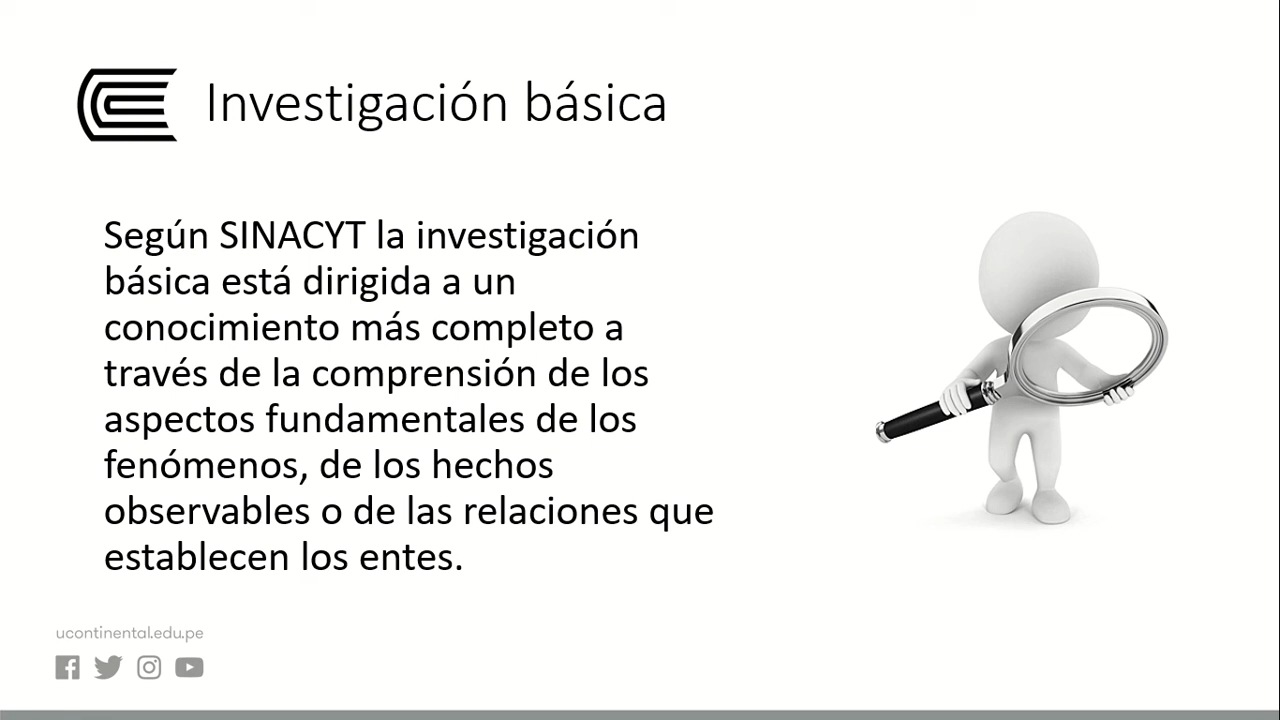 Investigación básica
Según SINACYT la investigación
básica está dirigida a un
conocimiento más completo a
través de la comprensión de los
aspectos fundamentales de los
fenómenos, de los hechos
observables o de las relaciones que
establecen los entes.
ucontinental.edu.pe